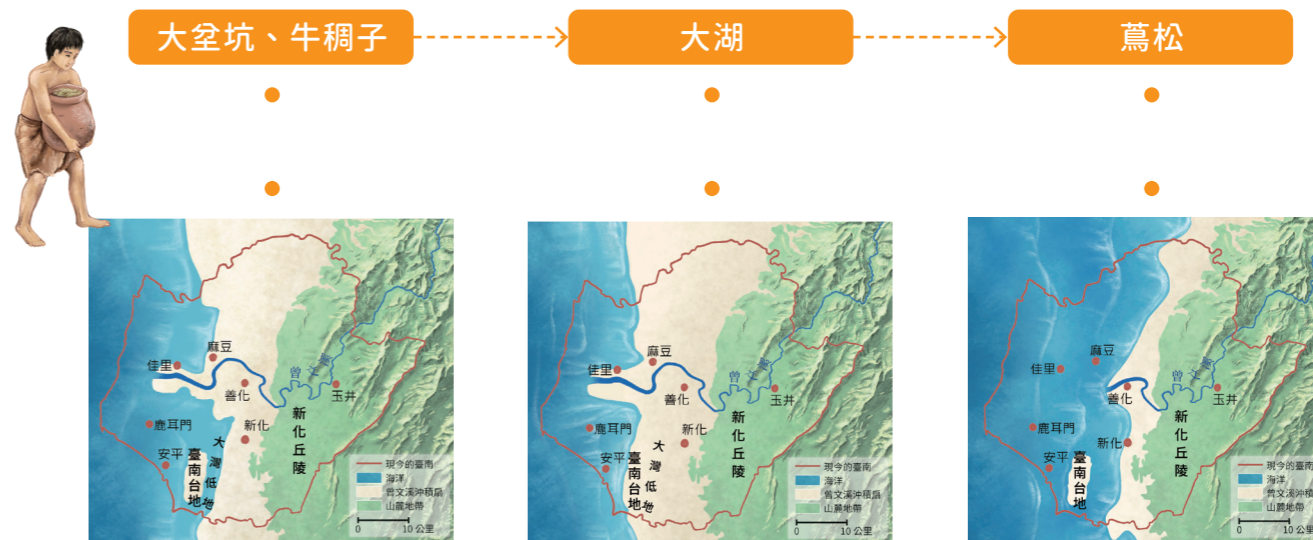 大坌坑、牛稠子
大湖
蔦松
佳里
麻豆
曾文溪
善化
玉井
鹿耳門
大灣低地
新化
新化丘陵
安平
臺南台地
現今的臺南
海洋
曾文溪沖積扇
山麓地帶
0 10 公里
佳里
麻豆
曾文溪
善化
玉井
鹿耳門
大灣低地
新化
新化丘陵
安平
臺南台地
現今的臺南
海洋
曾文溪沖積扇
山麓地帶
0 10 公里
佳里
麻豆
曾文溪
善化
玉井
鹿耳門
新化
新化丘陵
安平
臺南台地
現今的臺南
海洋
曾文溪沖積扇
山麓地帶
0 10 公里